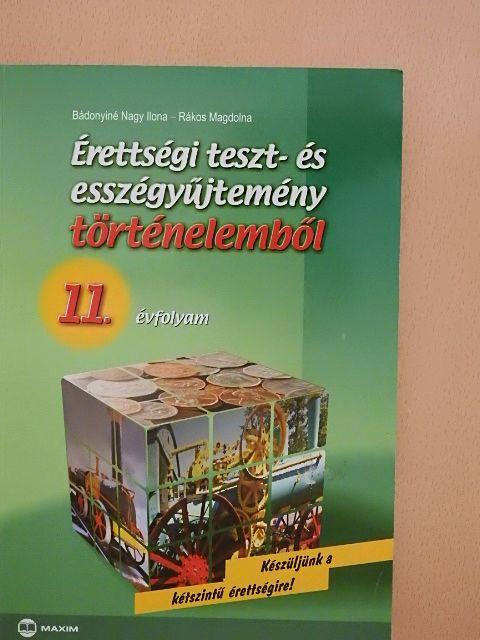 Bádonyiné Nagy Ilona – Rákos Magdolna
Érettségi teszt- és
esszégyűjtemény
történelemből
11.
évfolyam
Készüljünk a
kétszintű érettségire!
MAXIM